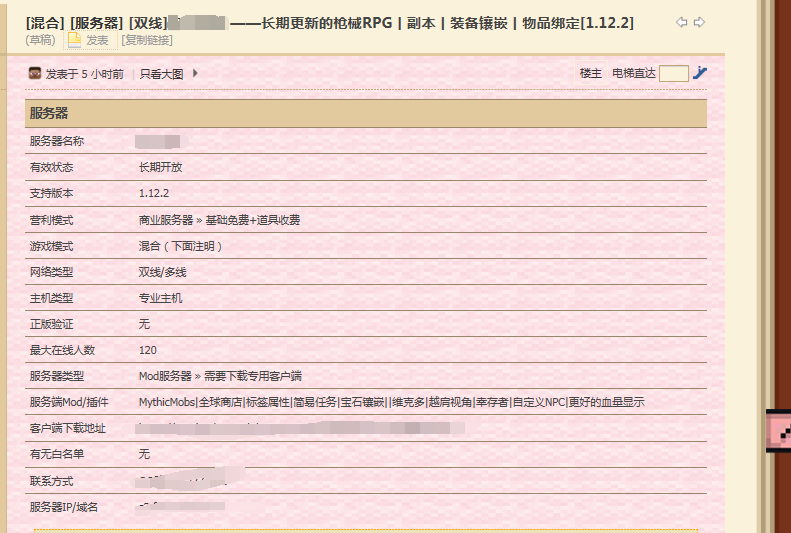 [混合] [服务器] [双线] ——长期更新的枪械RPG | 副本 | 装备镶嵌 | 物品绑定[1.12.2]
(草稿) 发表 [复制链接]
发表于 5 小时前 | 只看大图 楼主 电梯直达
服务器
服务器名称
有效状态 长期开放
支持版本 1.12.2
营利模式 商业服务器 » 基础免费+道具收费
游戏模式 混合 ( 下面注明 )
网络类型 双线/多线
主机类型 专业主机
正版验证 无
最大在线人数 120
服务器类型 Mod服务器 » 需要下载专用客户端
服务端Mod/插件 MythicMobs|全球商店|标签属性|简易任务|宝石镶嵌||维克多|越肩视角|幸存者|自定义NPC|更好的血量显示
客户端下载地址
有无白名单 无
联系方式
服务器IP/域名